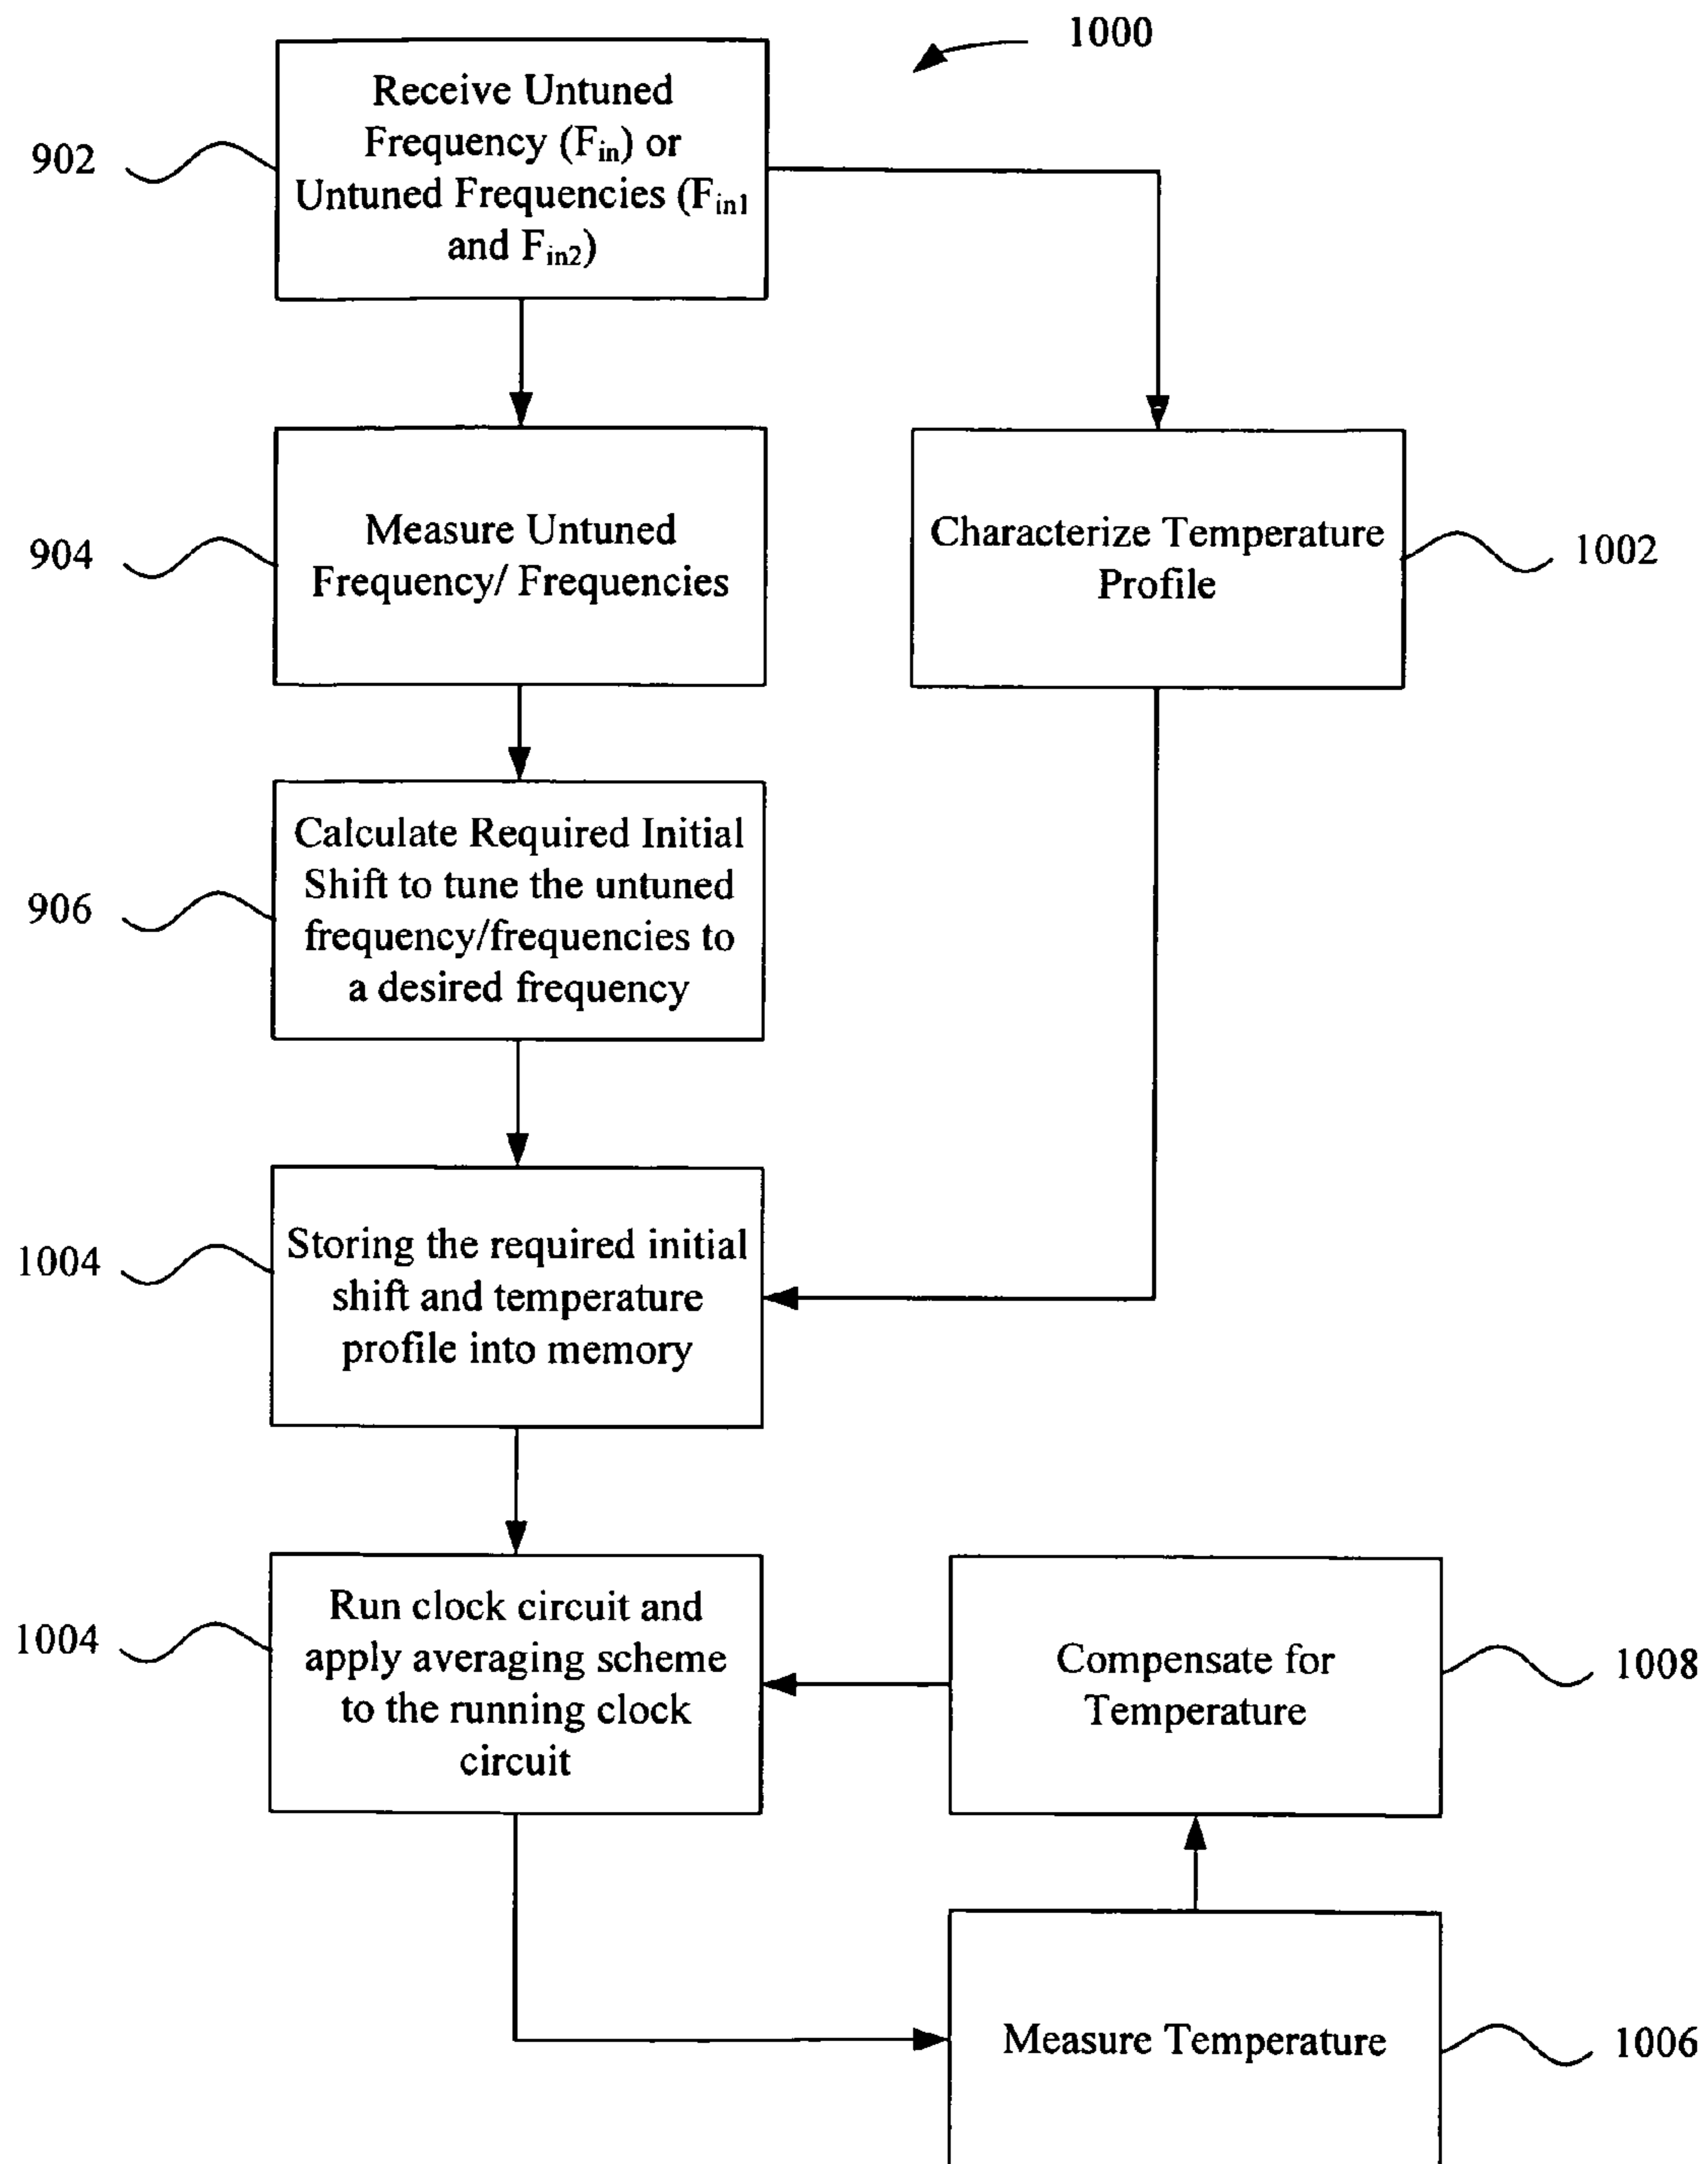 1000
Receive Untuned
Frequency (Fin) or
Untuned Frequencies (Fin1
and Fin2)
902
Measure Untuned
Frequency/ Frequencies
904
Characterize Temperature
Profile
1002
Calculate Required Initial
Shift to tune the untuned
frequency/frequencies to
a desired frequency
906
Storing the required initial
shift and temperature
profile into memory
1004
Run clock circuit and
apply averaging scheme
to the running clock
circuit
1004
Compensate for
Temperature
1008
Measure Temperature
1006